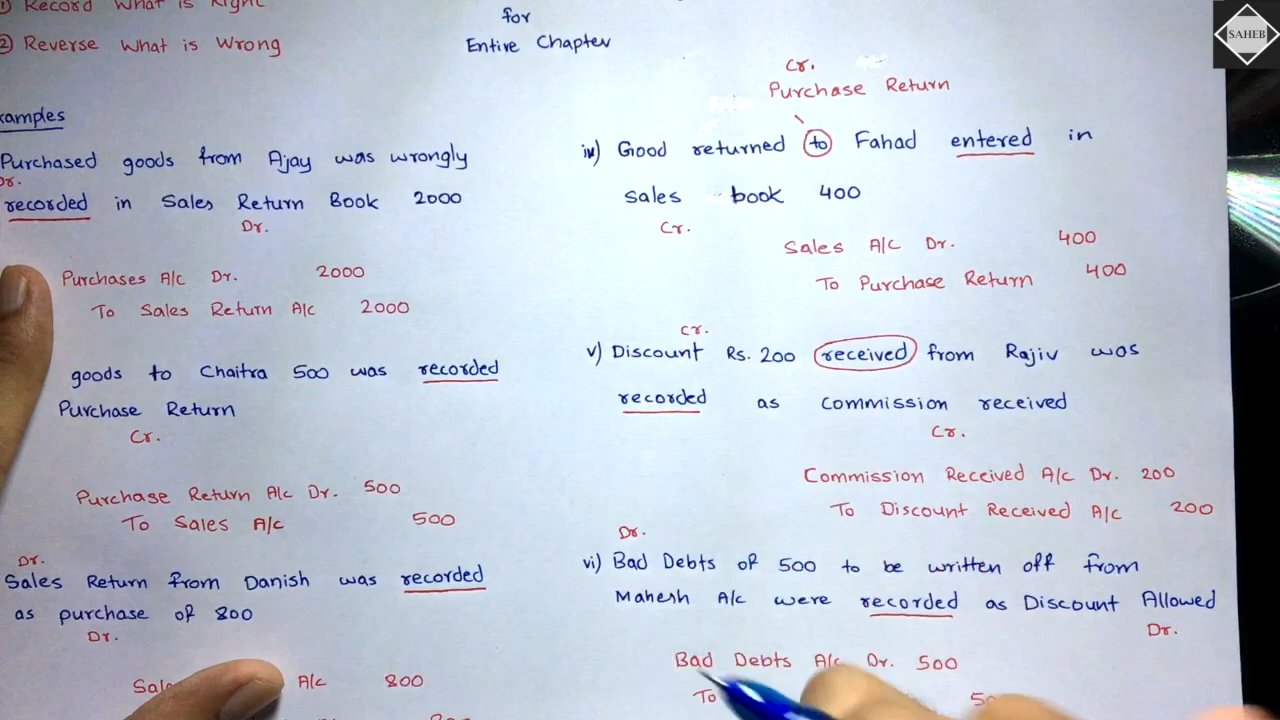 ① Record What is Right
② Reverse What is Wrong
for
Entire Chapter
SAHEB
xamples
Purchased goods from Ajay was wrongly
Dr.
recorded in Sales Return Book 2000
Dr.
Purchases A/c Dr. 2000
To Sales Return A/c 2000
goods to Chaitra 500 was recorded
Purchase Return
Cr.
Purchase Return A/c Dr. 500
To Sales A/c 500
Dr.
Sales Return from Danish was recorded
as purchase of 800
Dr.
A/c 800
Cr.
Purchase Return
iv) Good returned to Fahad entered in
sales book 400
Cr.
Sales A/c Dr. 400
To Purchase Return 400
Cr.
v) Discount Rs. 200 received from Rajiv was
recorded as commission received
Cr.
Commission Received A/c Dr. 200
To Discount Received A/c 200
Dr.
vi) Bad Debts of 500 to be written off from
Mahesh A/c were recorded as Discount Allowed
Dr.
Bad Debts A/c Dr. 500
To